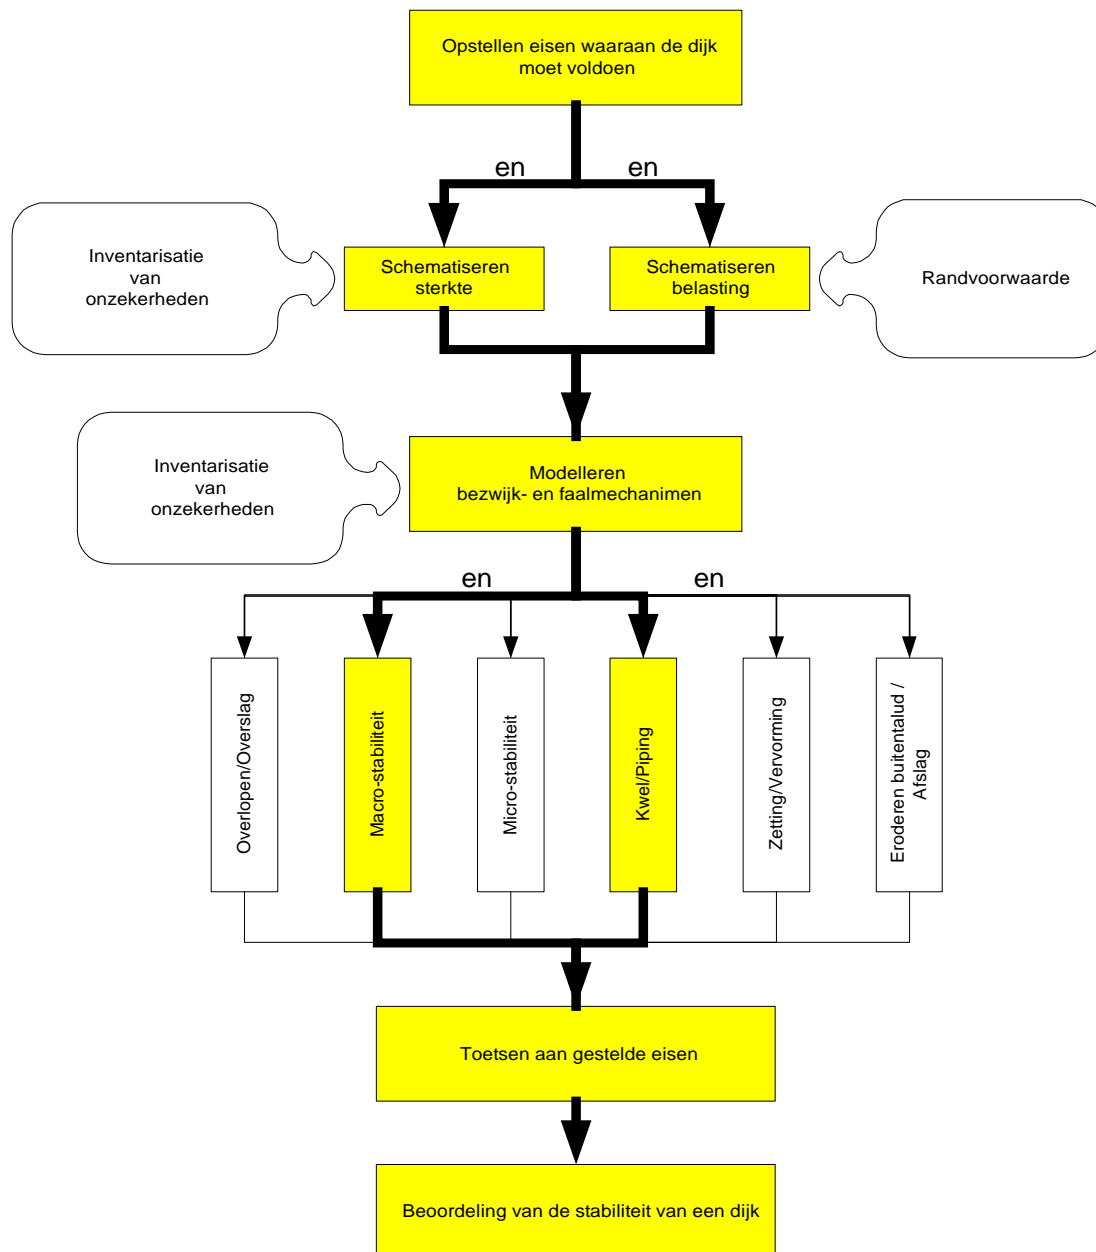 Opstellen eisen waaraan de dijk
moet voldoen
en
en
Inventarisatie
van
onzekerheden
Schematiseren
sterkte
Schematiseren
belasting
Randvoorwaarde
Inventarisatie
van
onzekerheden
Modelleren
bezwijk- en faalmechanimen
en
en
Overlopen/Overslag
Macro-stabiliteit
Micro-stabiliteit
Kwel/Piping
Zetting/Vervorming
Eroderen buitentalud /
Afslag
Toetsen aan gestelde eisen
Beoordeling van de stabiliteit van een dijk